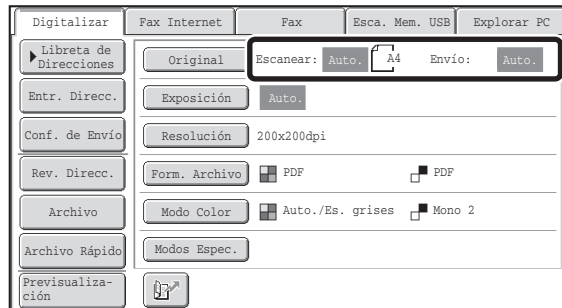 Digitalizar Fax Internet Fax Esca. Mem. USB Explorar PC
Libreta de
Direcciones
Original Escanear: Auto. A4 Envío: Auto.
Entr. Direcc. Exposición Auto.
Conf. de Envío Resolución 200x200dpi
Rev. Direcc. Form. Archivo PDF PDF
Archivo Modo Color Auto./Es. grises Mono 2
Archivo Rápido Modos Espec.
Previsualiza-
ción